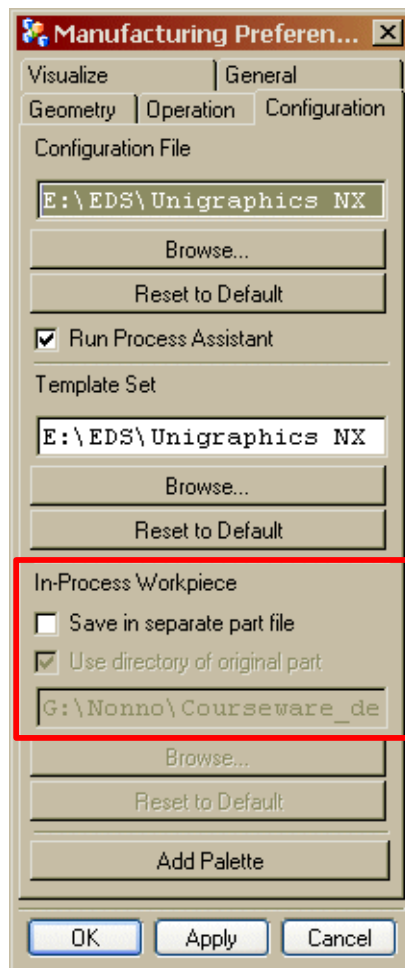 Manufacturing Preferen...
Visualize General
Geometry Operation Configuration
Configuration File
E:\EDS\Unigraphics NX
Browse...
Reset to Default
Run Process Assistant
Template Set
E:\EDS\Unigraphics NX
Browse...
Reset to Default
In-Process Workpiece
Save in separate part file
Use directory of original part
G:\Nonno\Courseware_de
Browse...
Reset to Default
Add Palette
OK Apply Cancel